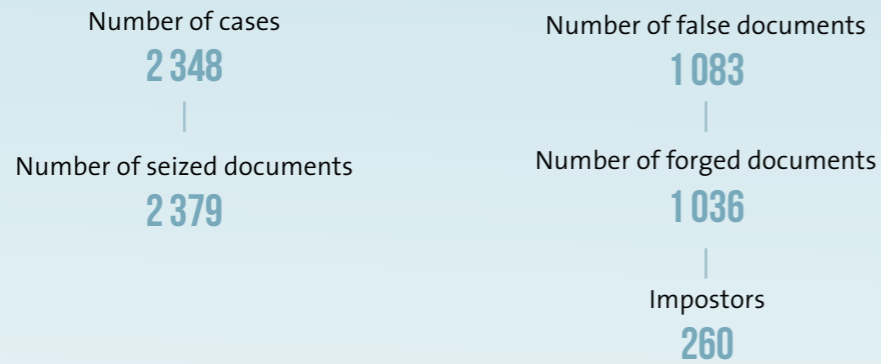 Number of cases
2 348
Number of seized documents
2 379
Number of false documents
1 083
Number of forged documents
1 036
Impostors
260